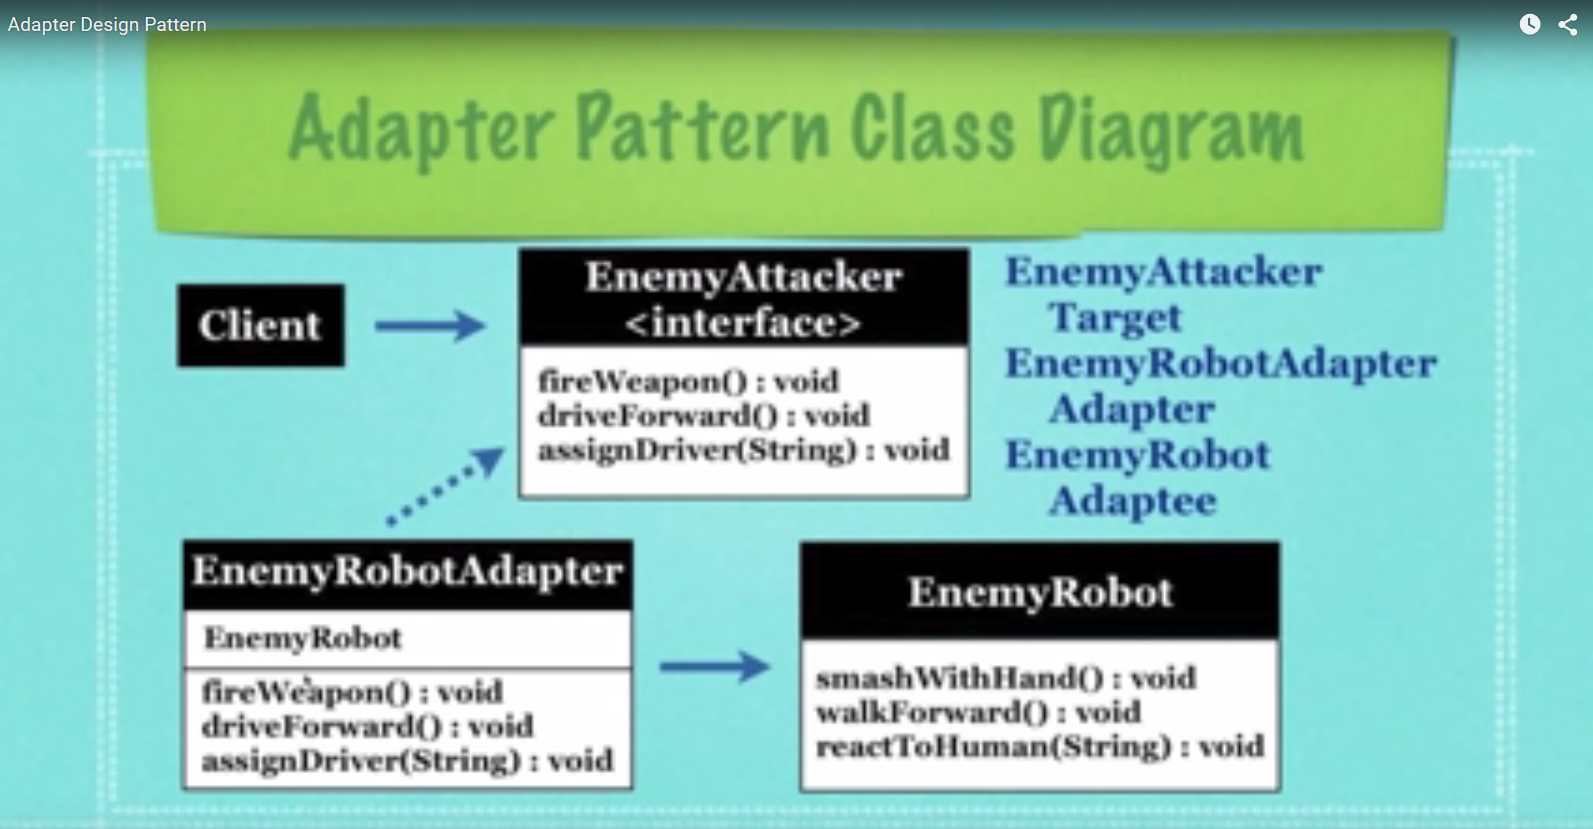 Adapter Design Pattern
Adapter Pattern Class Diagram
Client
EnemyAttacker
<interface>
fireWeapon() : void
driveForward() : void
assignDriver(String) : void
EnemyAttacker
Target
EnemyRobotAdapter
Adapter
EnemyRobot
Adaptee
EnemyRobotAdapter
EnemyRobot
fireWeapon() : void
driveForward() : void
assignDriver(String) : void
EnemyRobot
smashWithHand() : void
walkForward() : void
reactToHuman(String) : void